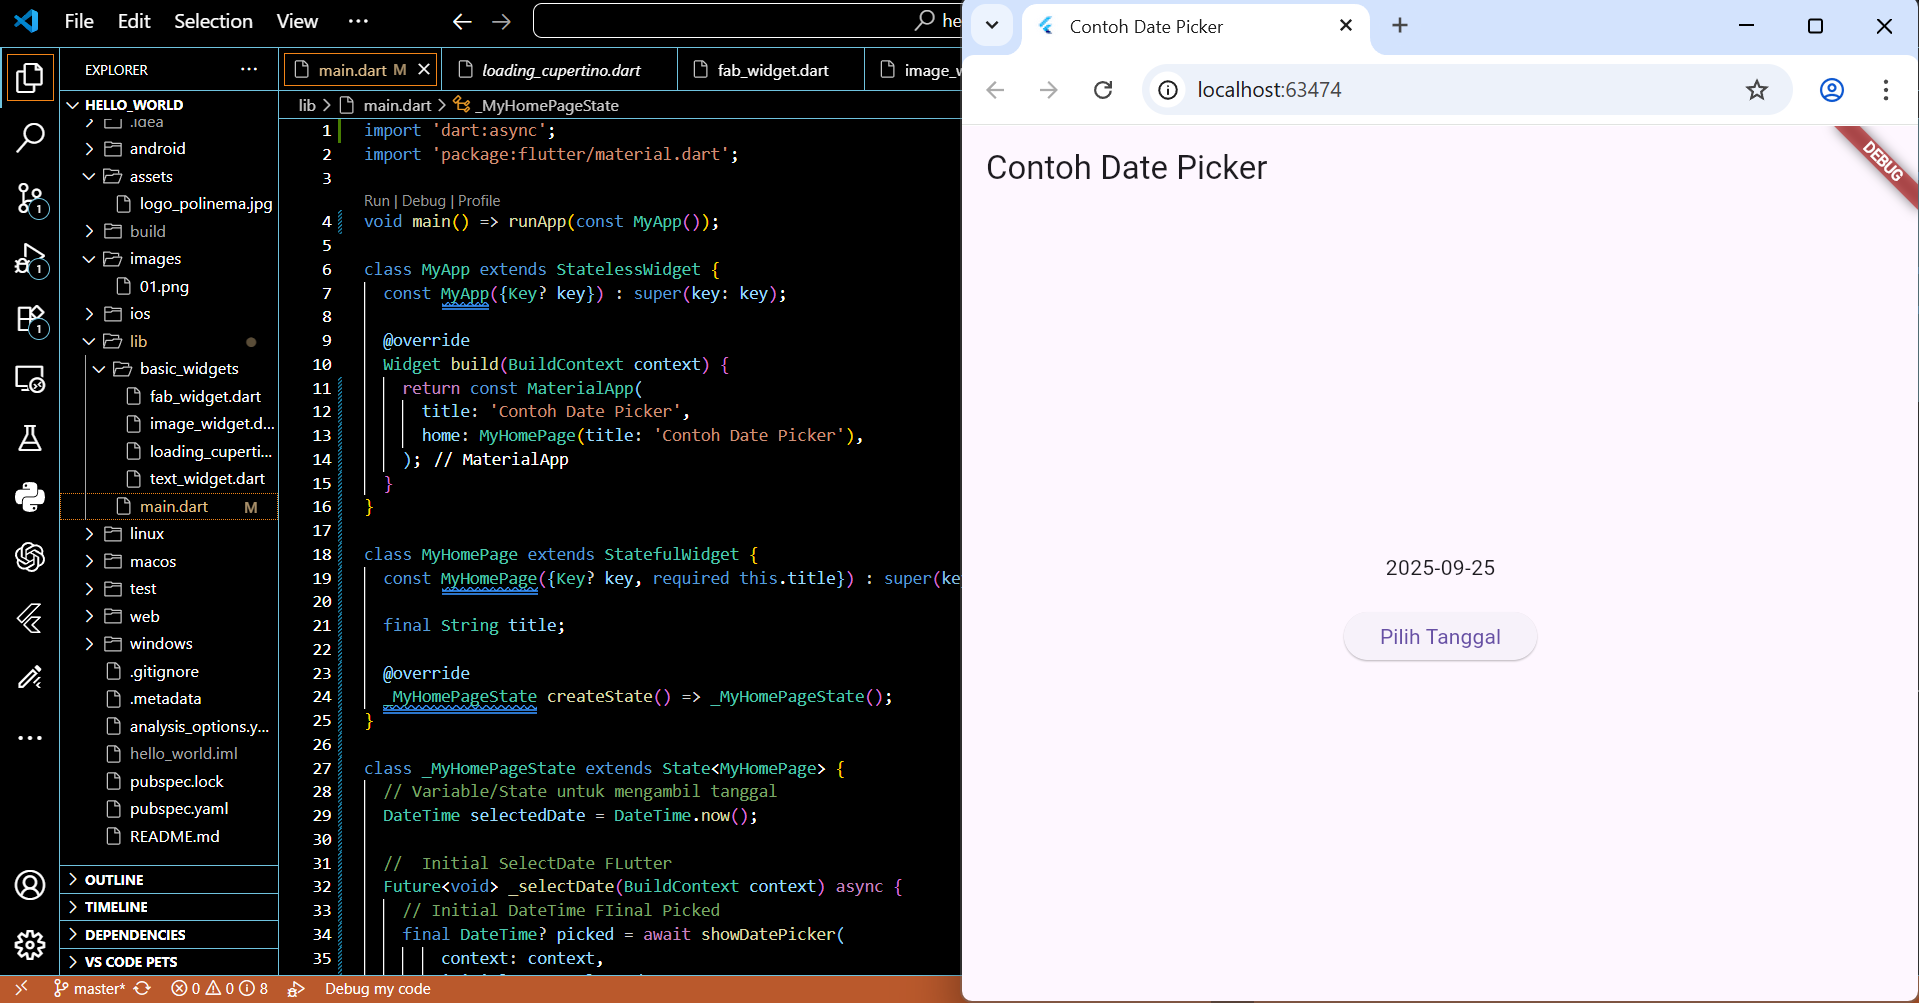 File Edit Selection View ··· he
EXPLORER ···
HELLO_WORLD
.idea
android
assets
logo_polinema.jpg
build
images
01.png
ios
lib
basic_widgets
fab_widget.dart
image_widget.d...
loading_cuperti...
text_widget.dart
main.dart M
linux
macos
test
web
windows
.gitignore
.metadata
analysis_options.y...
hello_world.iml
pubspec.lock
pubspec.yaml
README.md
OUTLINE
TIMELINE
DEPENDENCIES
VS CODE PETS
1
1
1
main.dart M loading_cupertino.dart fab_widget.dart image_w
lib > main.dart > _MyHomePageState
1 import 'dart:async';
2 import 'package:flutter/material.dart';
3
Run | Debug | Profile
4 void main() => runApp(const MyApp());
5
6 class MyApp extends StatelessWidget {
7 const MyApp({Key? key}) : super(key: key);
8
9 @override
10 Widget build(BuildContext context) {
11 return const MaterialApp(
12 title: 'Contoh Date Picker',
13 home: MyHomePage(title: 'Contoh Date Picker'),
14 ); // MaterialApp
15 }
16 }
17
18 class MyHomePage extends StatefulWidget {
19 const MyHomePage({Key? key, required this.title}) : super(ke
20
21 final String title;
22
23 @override
24 _MyHomePageState createState() => _MyHomePageState();
25 }
26
27 class _MyHomePageState extends State<MyHomePage> {
28 // Variable/State untuk mengambil tanggal
29 DateTime selectedDate = DateTime.now();
30
31 //  Initial SelectDate FLutter
32 Future<void> _selectDate(BuildContext context) async {
33 // Initial DateTime FIinal Picked
34 final DateTime? picked = await showDatePicker(
35 context: context,
master* 0 0 8 Debug my code
Contoh Date Picker
localhost:63474
Contoh Date Picker
DEBUG
2025-09-25
Pilih Tanggal